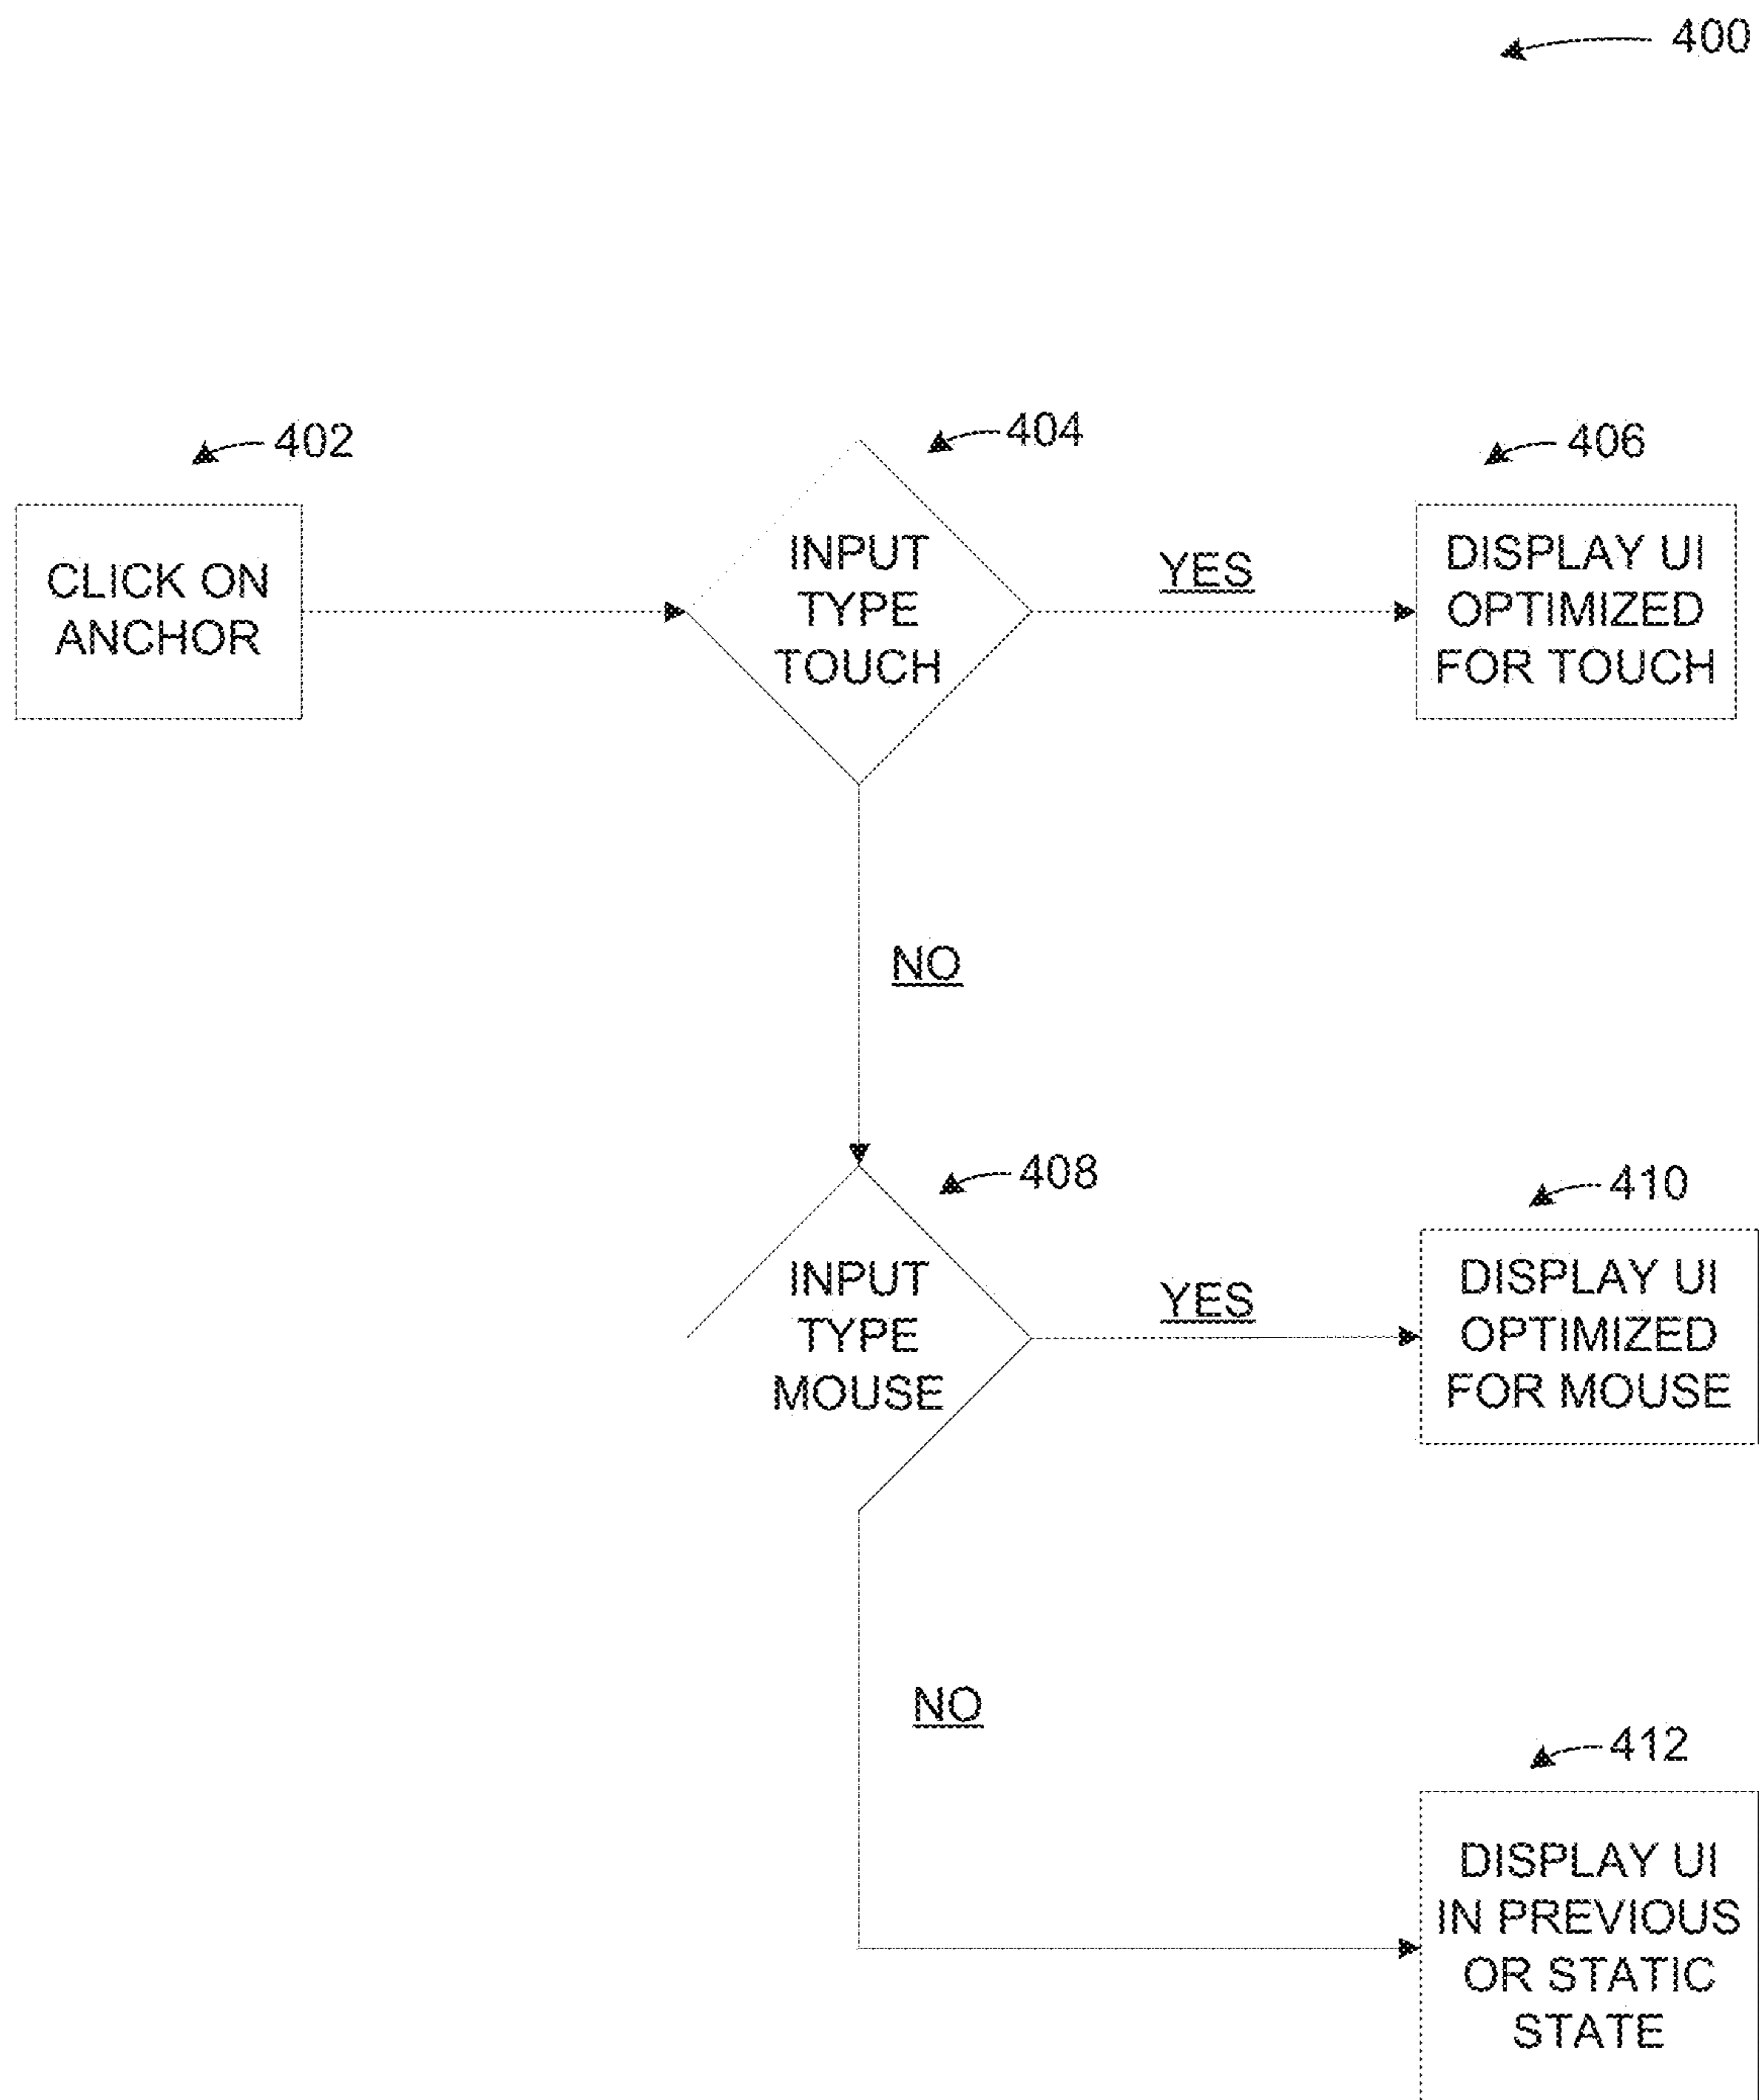 400
402
404
406
CLICK ON
ANCHOR
INPUT
TYPE
TOUCH
YES
DISPLAY UI
OPTIMIZED
FOR TOUCH
NO
408
410
INPUT
TYPE
MOUSE
YES
DISPLAY UI
OPTIMIZED
FOR MOUSE
NO
412
DISPLAY UI
IN PREVIOUS
OR STATIC
STATE